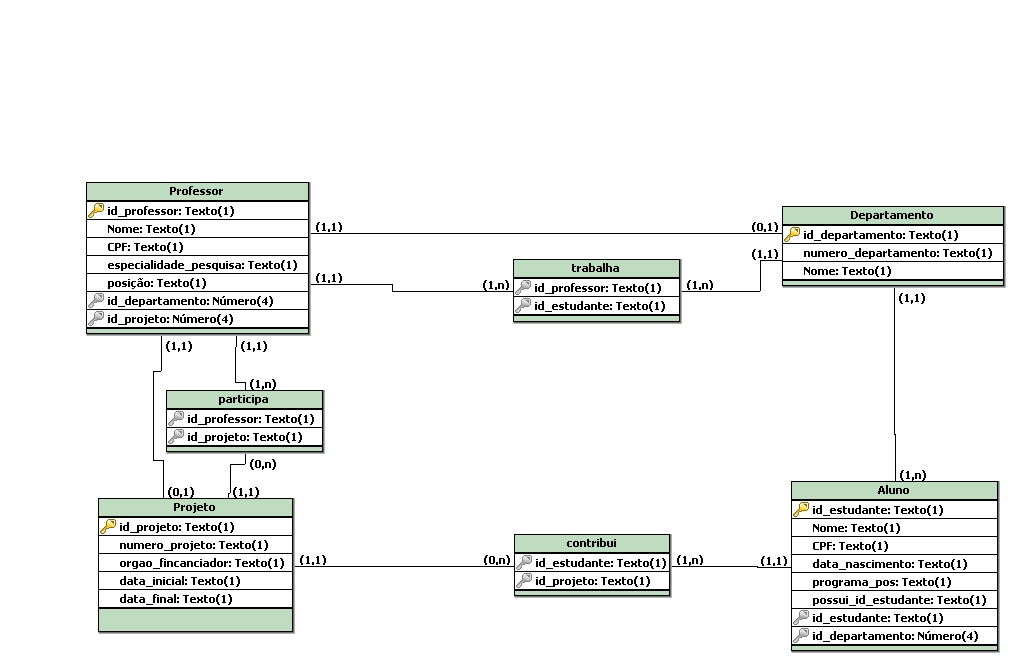 Professor
id_professor: Texto(1)
Nome: Texto(1)
CPF: Texto(1)
especialidade_pesquisa: Texto(1)
posição: Texto(1)
id_departamento: Número(4)
id_projeto: Número(4)
(1,1)
(0,1)
Departamento
id_departamento: Texto(1)
numero_departamento: Texto(1)
Nome: Texto(1)
(1,1)
(1,n)
trabalha
id_professor: Texto(1)
id_estudante: Texto(1)
(1,n)
(1,1)
(1,1)
(1,1)
(1,1)
(1,n)
participa
id_professor: Texto(1)
id_projeto: Texto(1)
(0,n)
(0,1)
(1,1)
Projeto
id_projeto: Texto(1)
numero_projeto: Texto(1)
orgao_fincanciador: Texto(1)
data_inicial: Texto(1)
data_final: Texto(1)
(1,1)
(0,n)
contribui
id_estudante: Texto(1)
id_projeto: Texto(1)
(1,n)
(1,1)
(1,n)
Aluno
id_estudante: Texto(1)
Nome: Texto(1)
CPF: Texto(1)
data_nascimento: Texto(1)
programa_pos: Texto(1)
possui_id_estudante: Texto(1)
id_estudante: Texto(1)
id_departamento: Número(4)